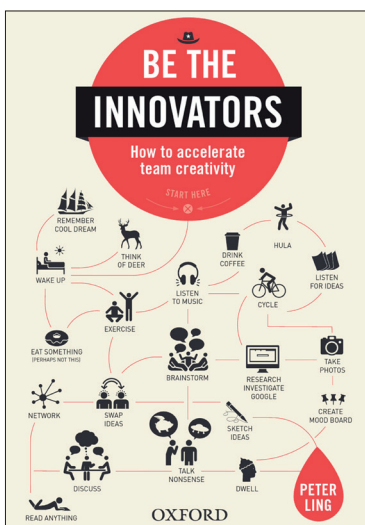 BE THE
INNOVATORS
How to accelerate
team creativity
START HERE
REMEMBER
COOL DREAM
THINK
OF DEER
DRINK
COFFEE
HULA
WAKE UP
LISTEN
TO MUSIC
LISTEN
FOR IDEAS
CYCLE
EXERCISE
EAT SOMETHING
(PERHAPS NOT THIS)
BRAINSTORM
RESEARCH
INVESTIGATE
GOOGLE
TAKE
PHOTOS
NETWORK
SWAP
IDEAS
SKETCH
IDEAS
CREATE
MOOD BOARD
DISCUSS
TALK
NONSENSE
DWELL
PETER
LING
READ ANYTHING
OXFORD